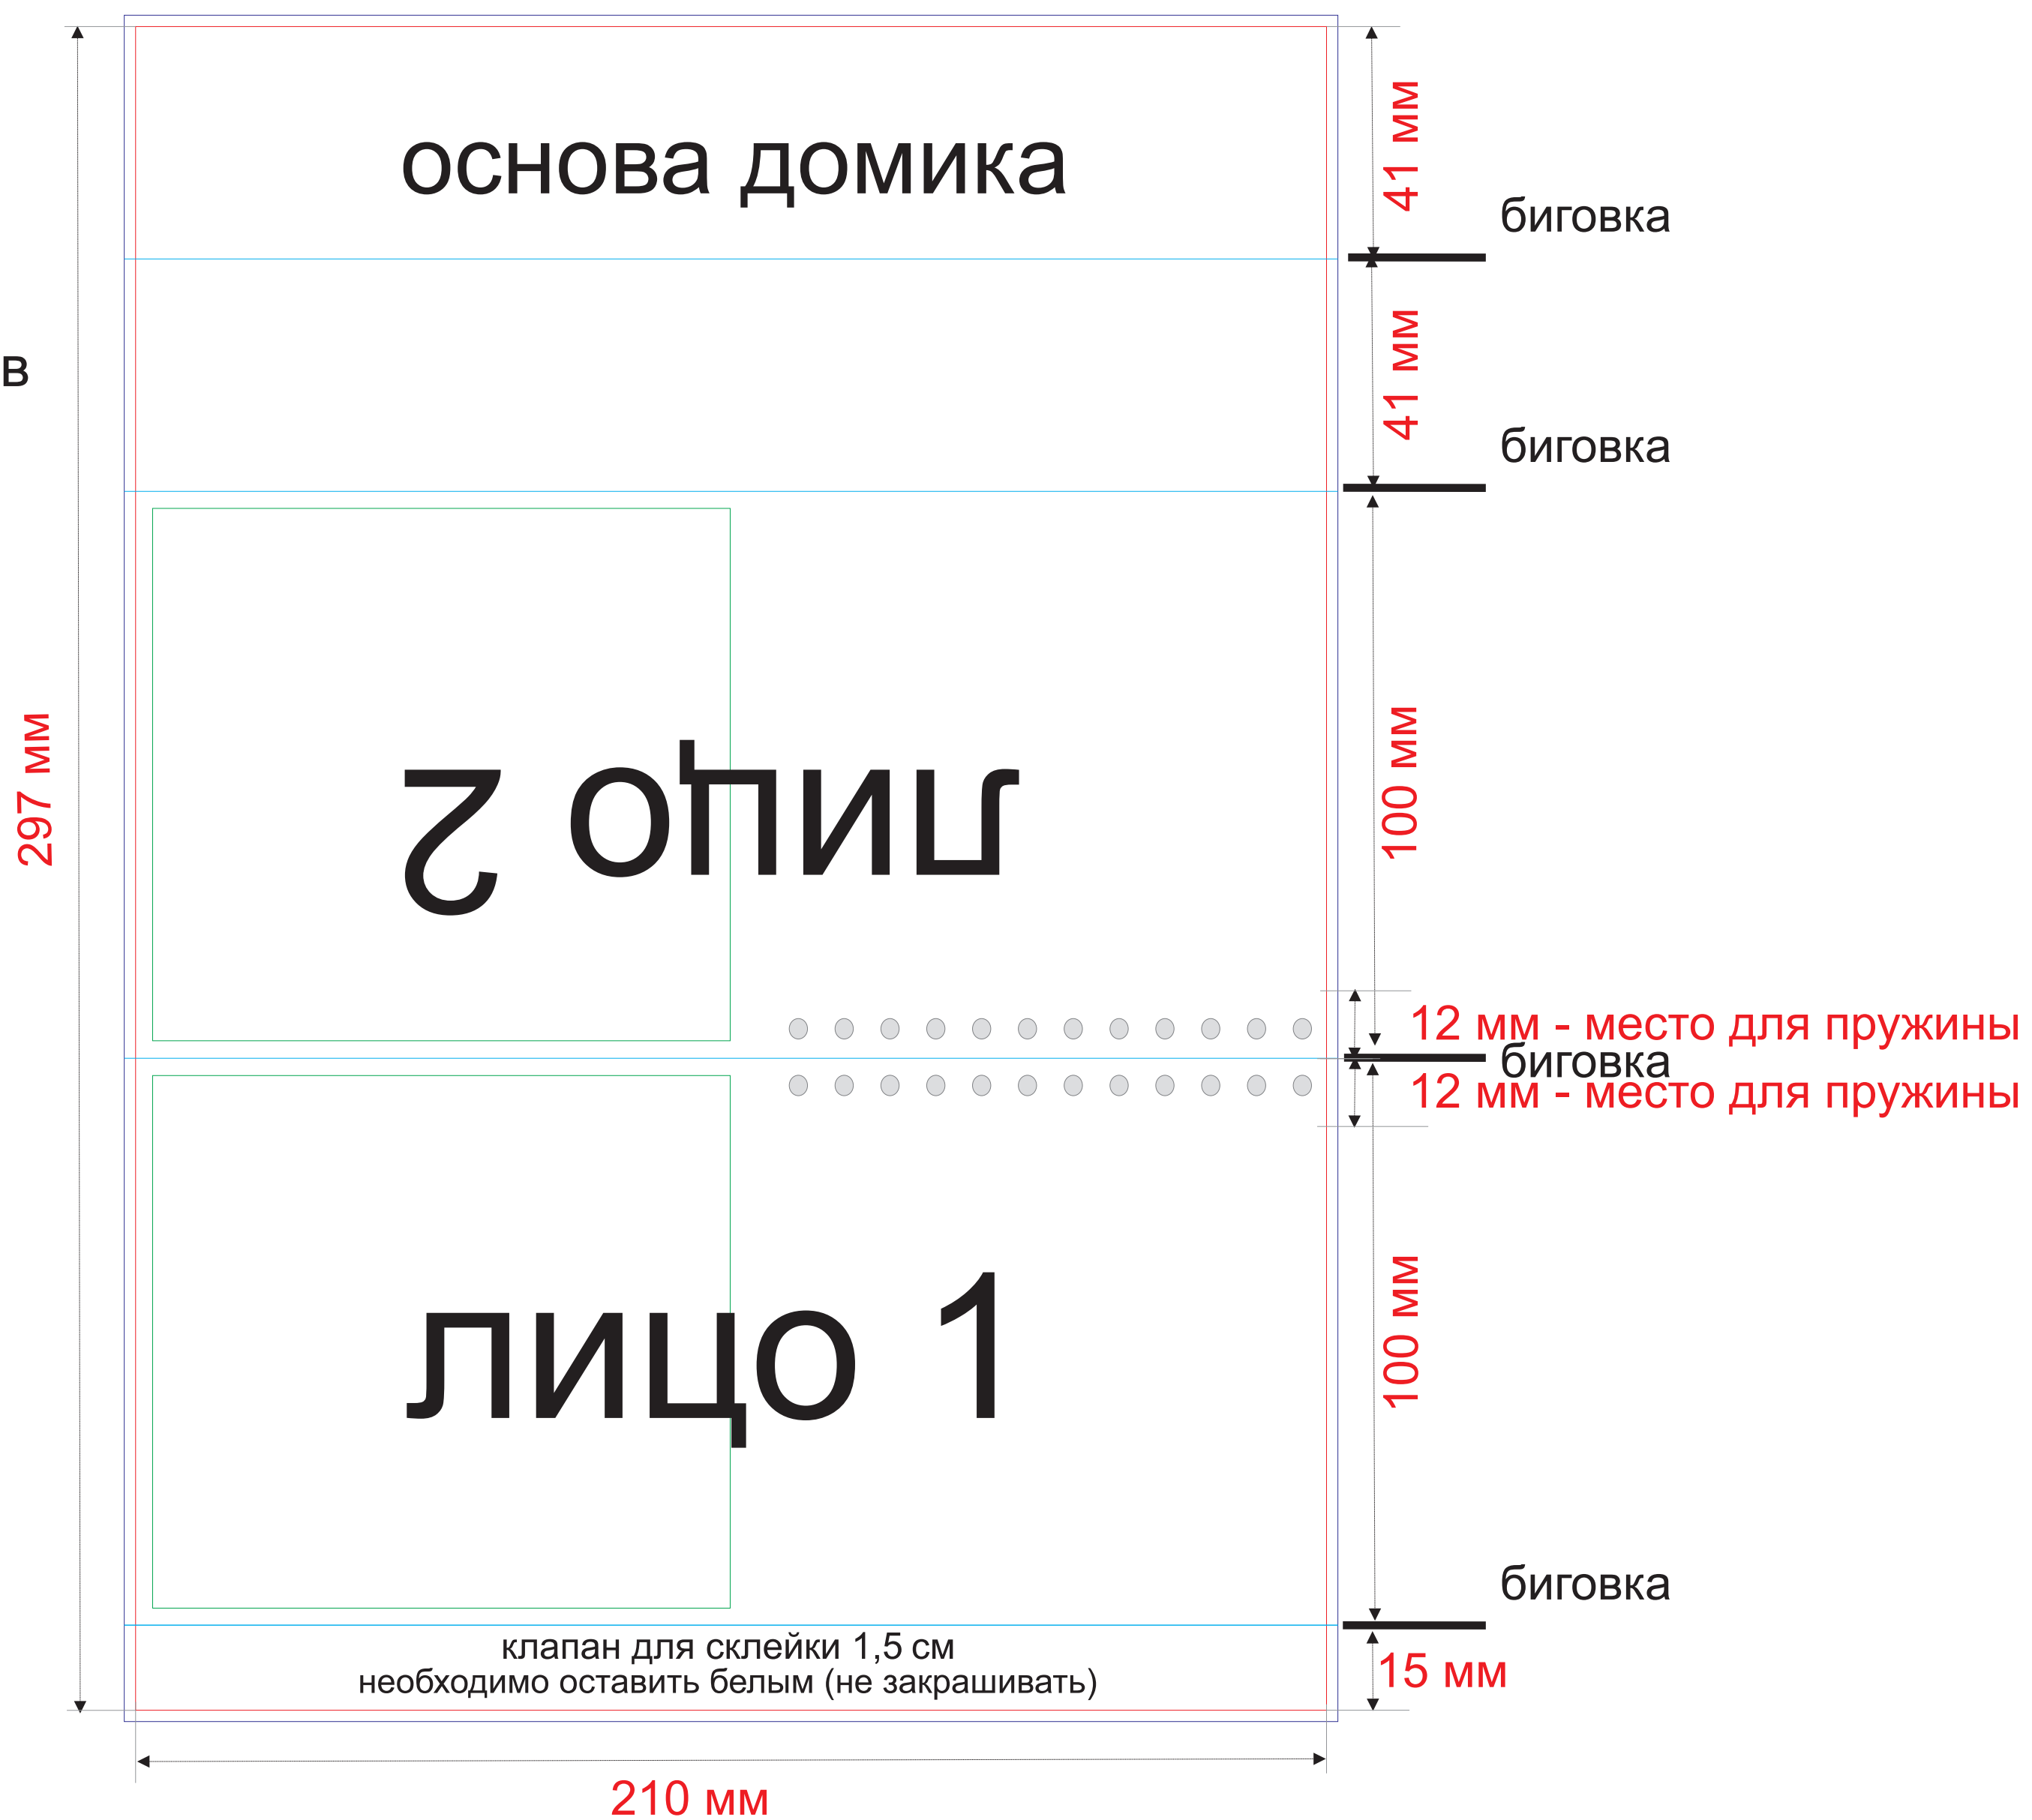 основа домика
41 мм
биговка
в
41 мм
биговка
297 мм
лицо 2
100 мм
12 мм - место для пружины
биговка
12 мм - место для пружины
лицо 1
100 мм
биговка
клапан для склейки 1,5 см
необходимо оставить белым (не закрашивать)
15 мм
210 мм